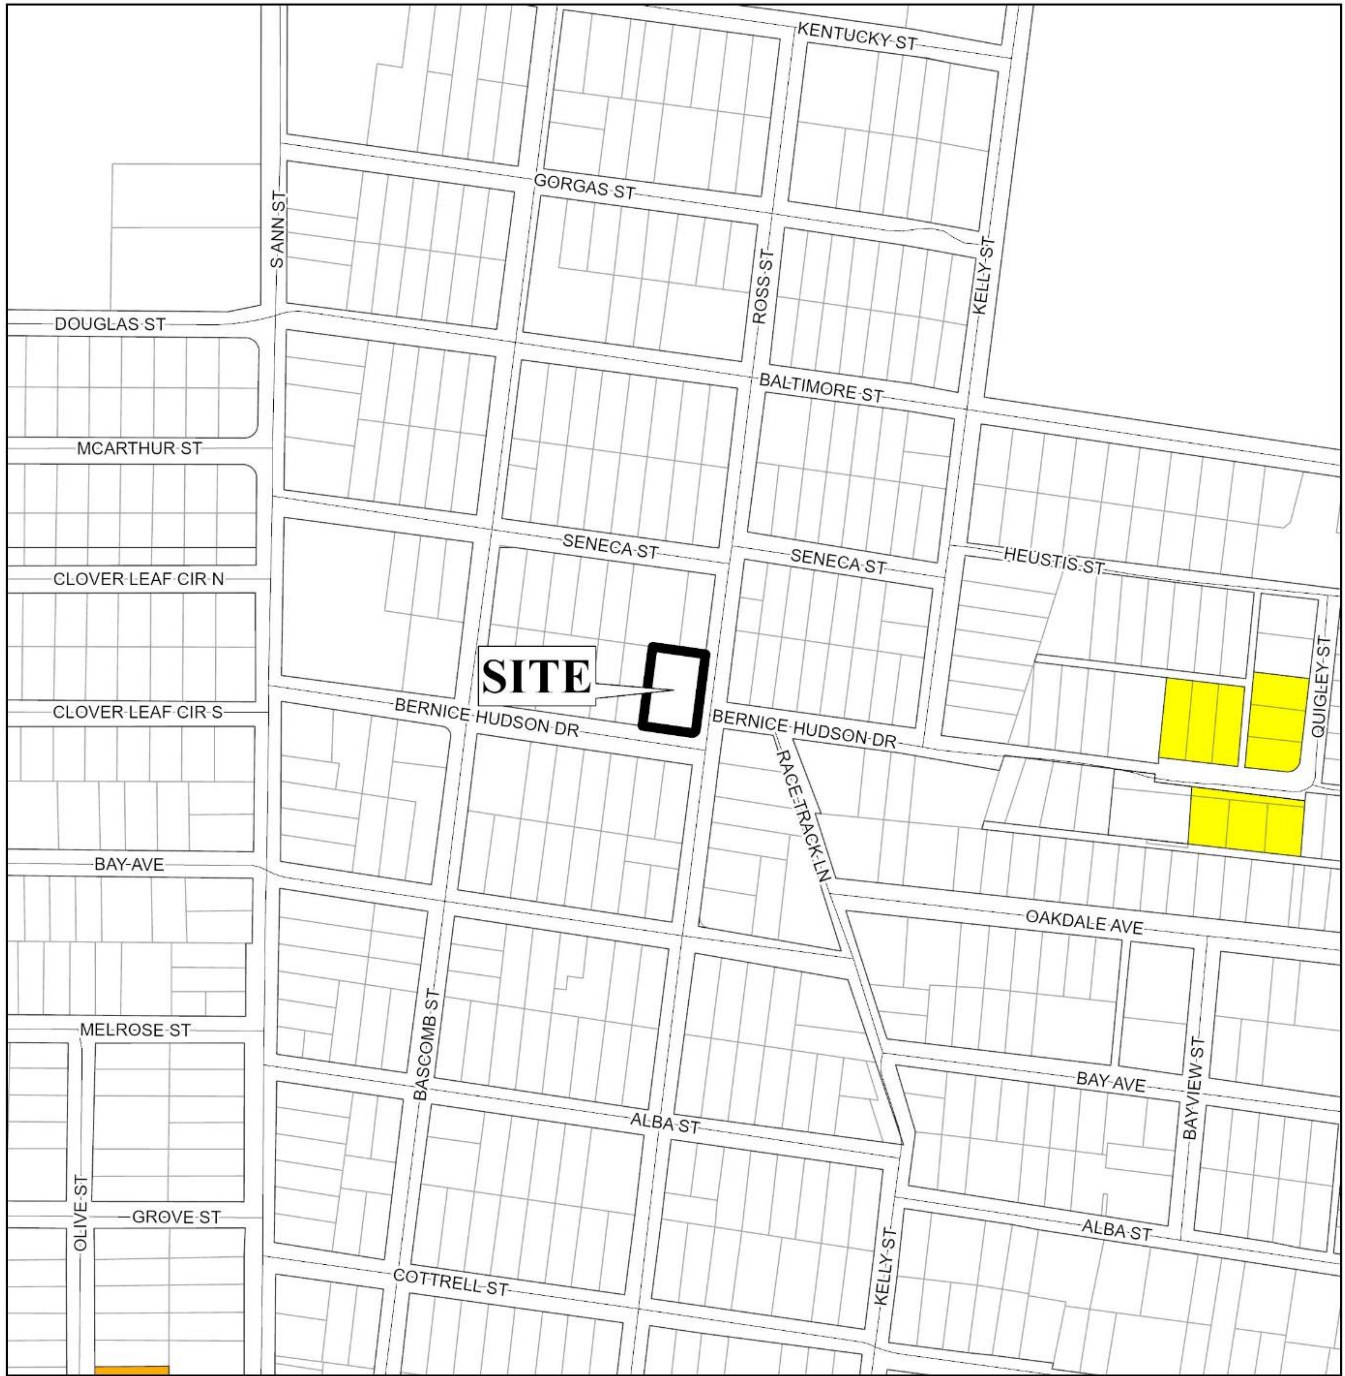 KENTUCKY ST
GORGAS ST
S ANN ST
ROSS ST
KELLY ST
DOUGLAS ST
BALTIMORE ST
MCARTHUR ST
SENECA ST
SENECA ST
HEUSTIS ST
CLOVER LEAF CIR N
QUIGLEY ST
SITE
CLOVER LEAF CIR S
BERNICE HUDSON DR
BERNICE HUDSON DR
RACE TRACK LN
BAY AVE
OAKDALE AVE
MELROSE ST
BASCOMB ST
BAY AVE
BAYVIEW ST
ALBA ST
OLIVE ST
GROVE ST
ALBA ST
KELLY ST
COTTRELL ST